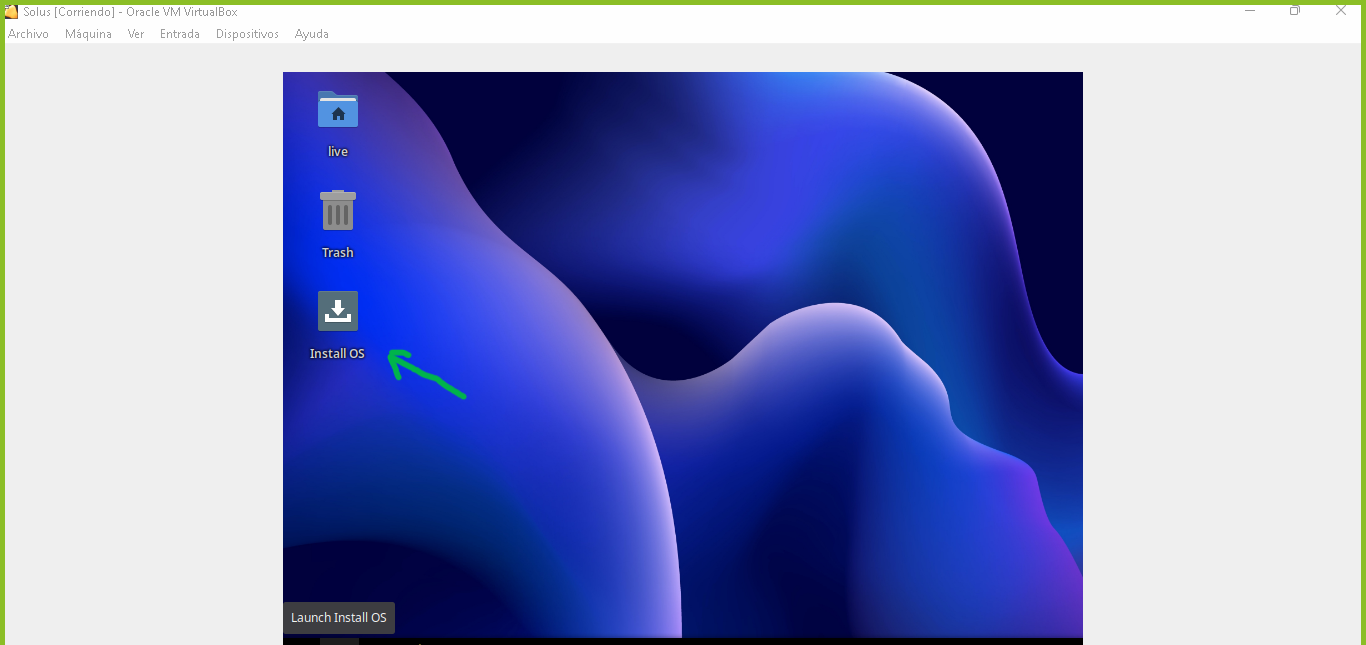 Solus [Corriendo] - Oracle VM VirtualBox
Archivo Máquina Ver Entrada Dispositivos Ayuda
live
Trash
Install OS
Launch Install OS